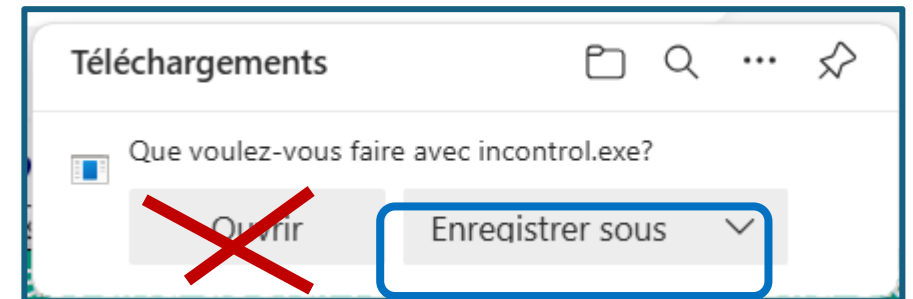 Téléchargements
Que voulez-vous faire avec incontrol.exe?
Ouvrir
Enregistrer sous